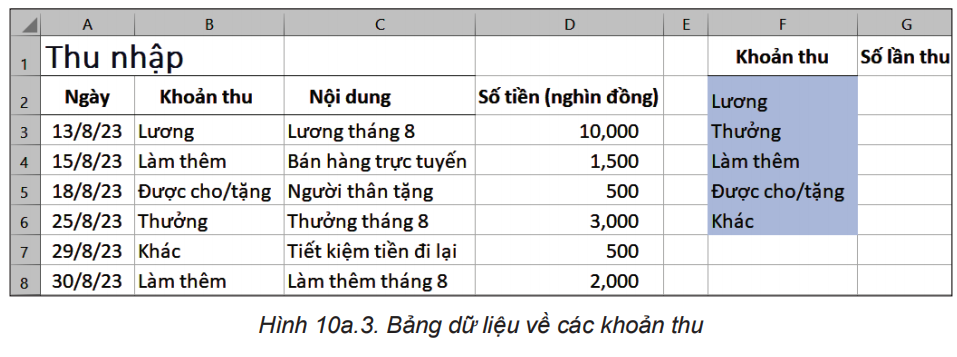 A B C D E F G
1 Thu nhập Khoản thu Số lần thu
2 Ngày Khoản thu Nội dung Số tiền (nghìn đồng) Lương
3 13/8/23 Lương Lương tháng 8 10,000 Thưởng
4 15/8/23 Làm thêm Bán hàng trực tuyến 1,500 Làm thêm
5 18/8/23 Được cho/tặng Người thân tặng 500 Được cho/tặng
6 25/8/23 Thưởng Thưởng tháng 8 3,000 Khác
7 29/8/23 Khác Tiết kiệm tiền đi lại 500
8 30/8/23 Làm thêm Làm thêm tháng 8 2,000
Hình 10a.3. Bảng dữ liệu về các khoản thu